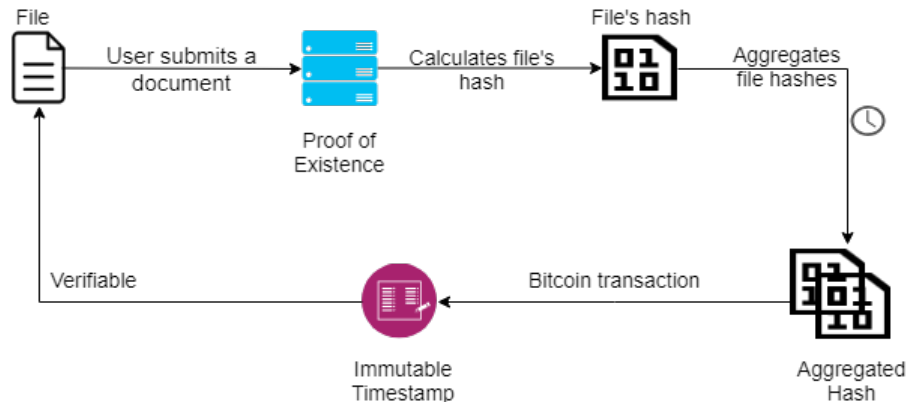 File
User submits a
document
Proof of
Existence
Calculates file's
hash
File's hash
0110
Aggregates
file hashes
Aggregated
Hash
Bitcoin transaction
Immutable
Timestamp
Verifiable